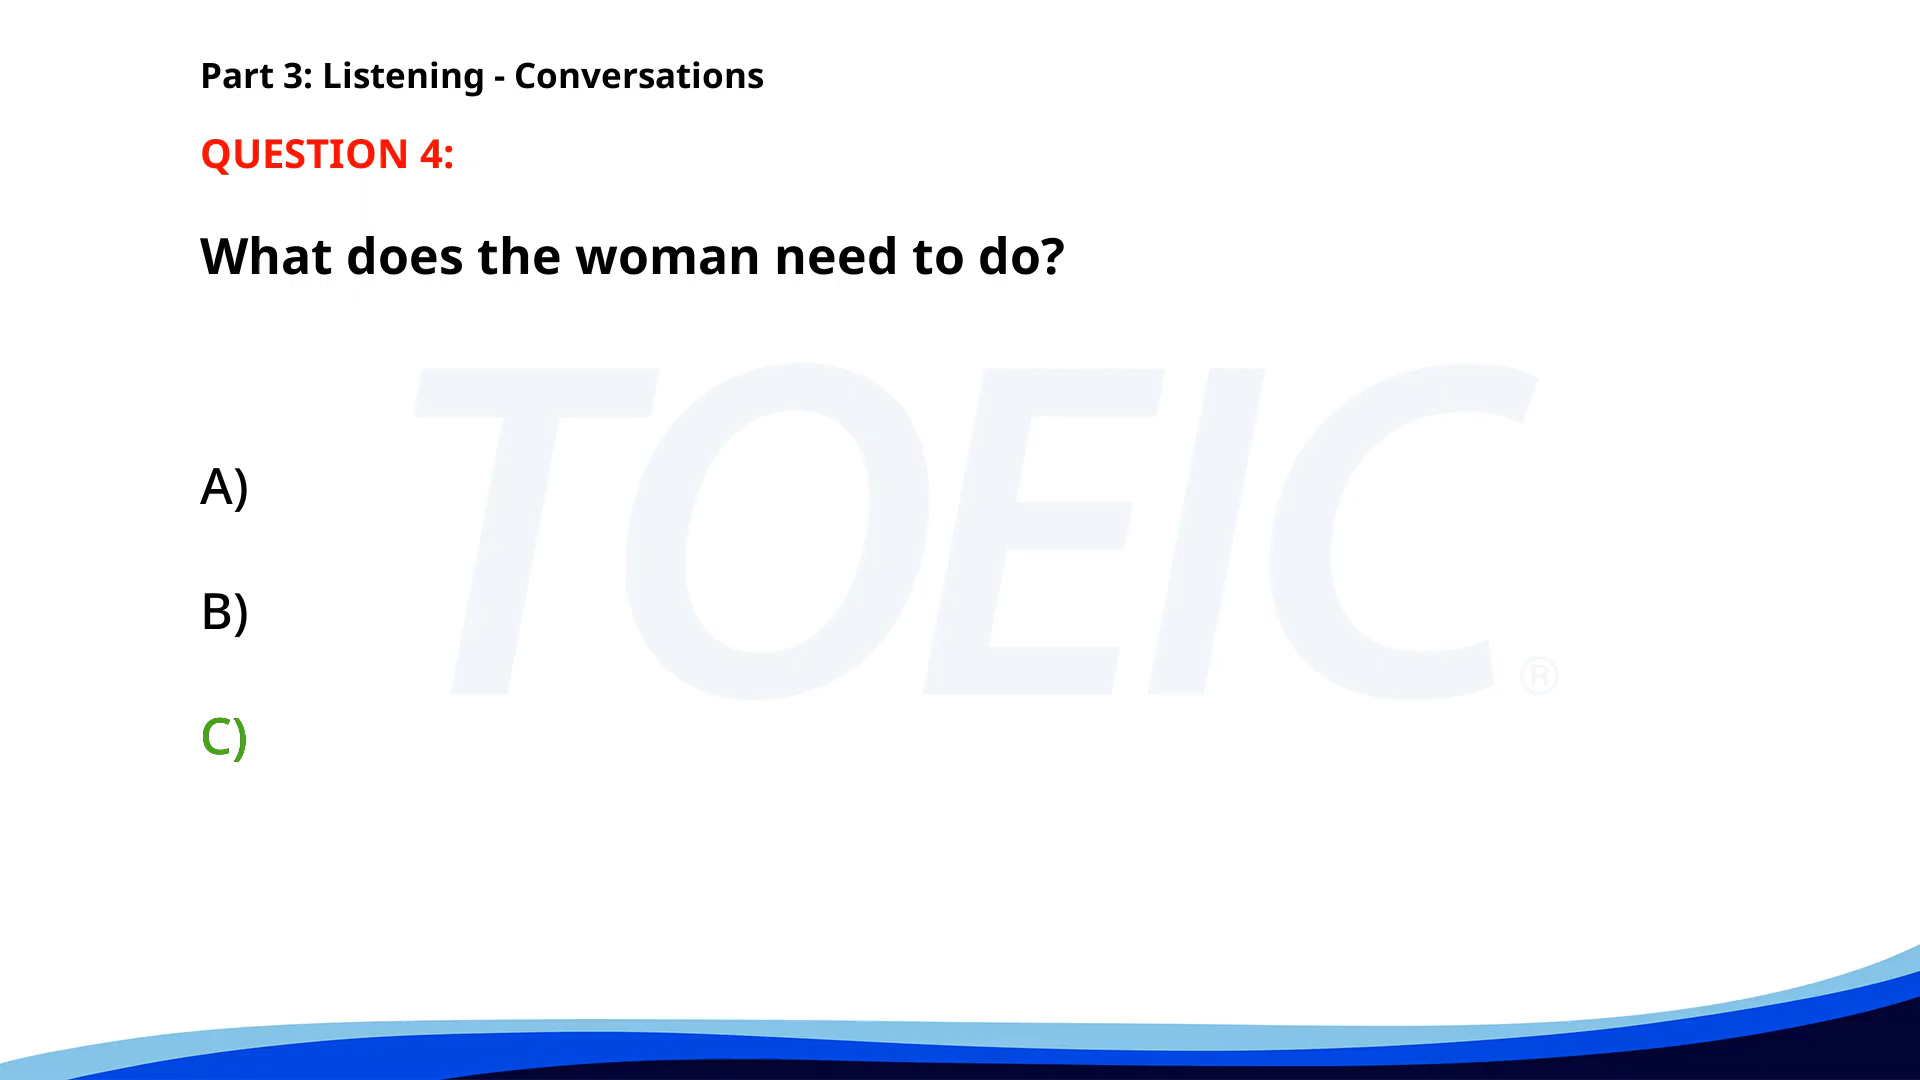 Part 3: Listening - Conversations
QUESTION 4:
What does the woman need to do?
TOEIC®
A)
B)
C)